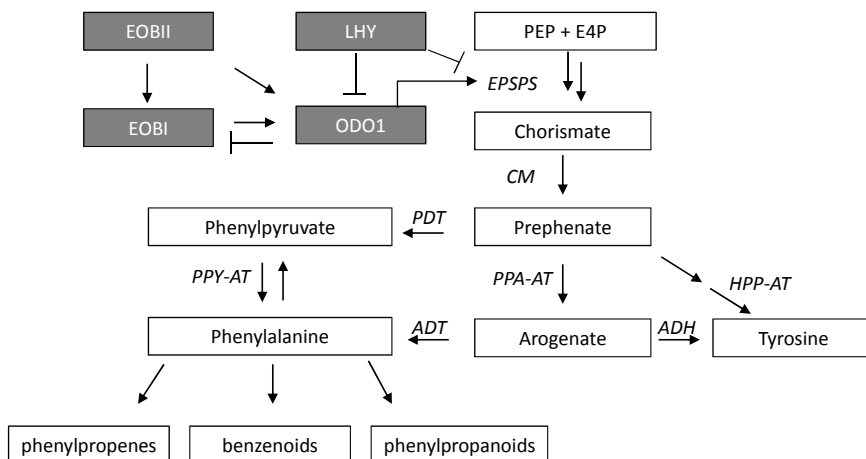 EOBII
LHY
PEP + E4P
EPSPS
EOBI
ODO1
Chorismate
CM
Phenylpyruvate
PDT
Prephenate
PPY-AT
PPA-AT
HPP-AT
Phenylalanine
ADT
Arogenate
ADH
Tyrosine
phenylpropenes
benzenoids
phenylpropanoids